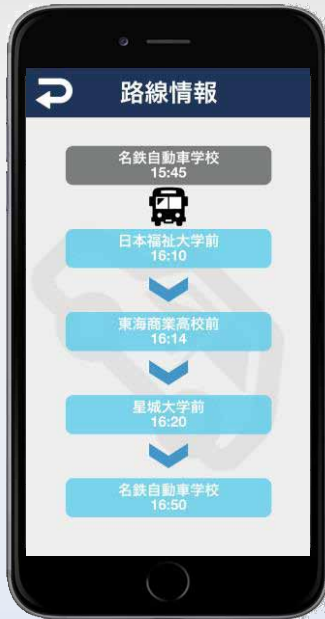 路線情報
名鉄自動車学校
15:45
日本福祉大学前
16:10
東海商業高校前
16:14
星城大学前
16:20
名鉄自動車学校
16:50